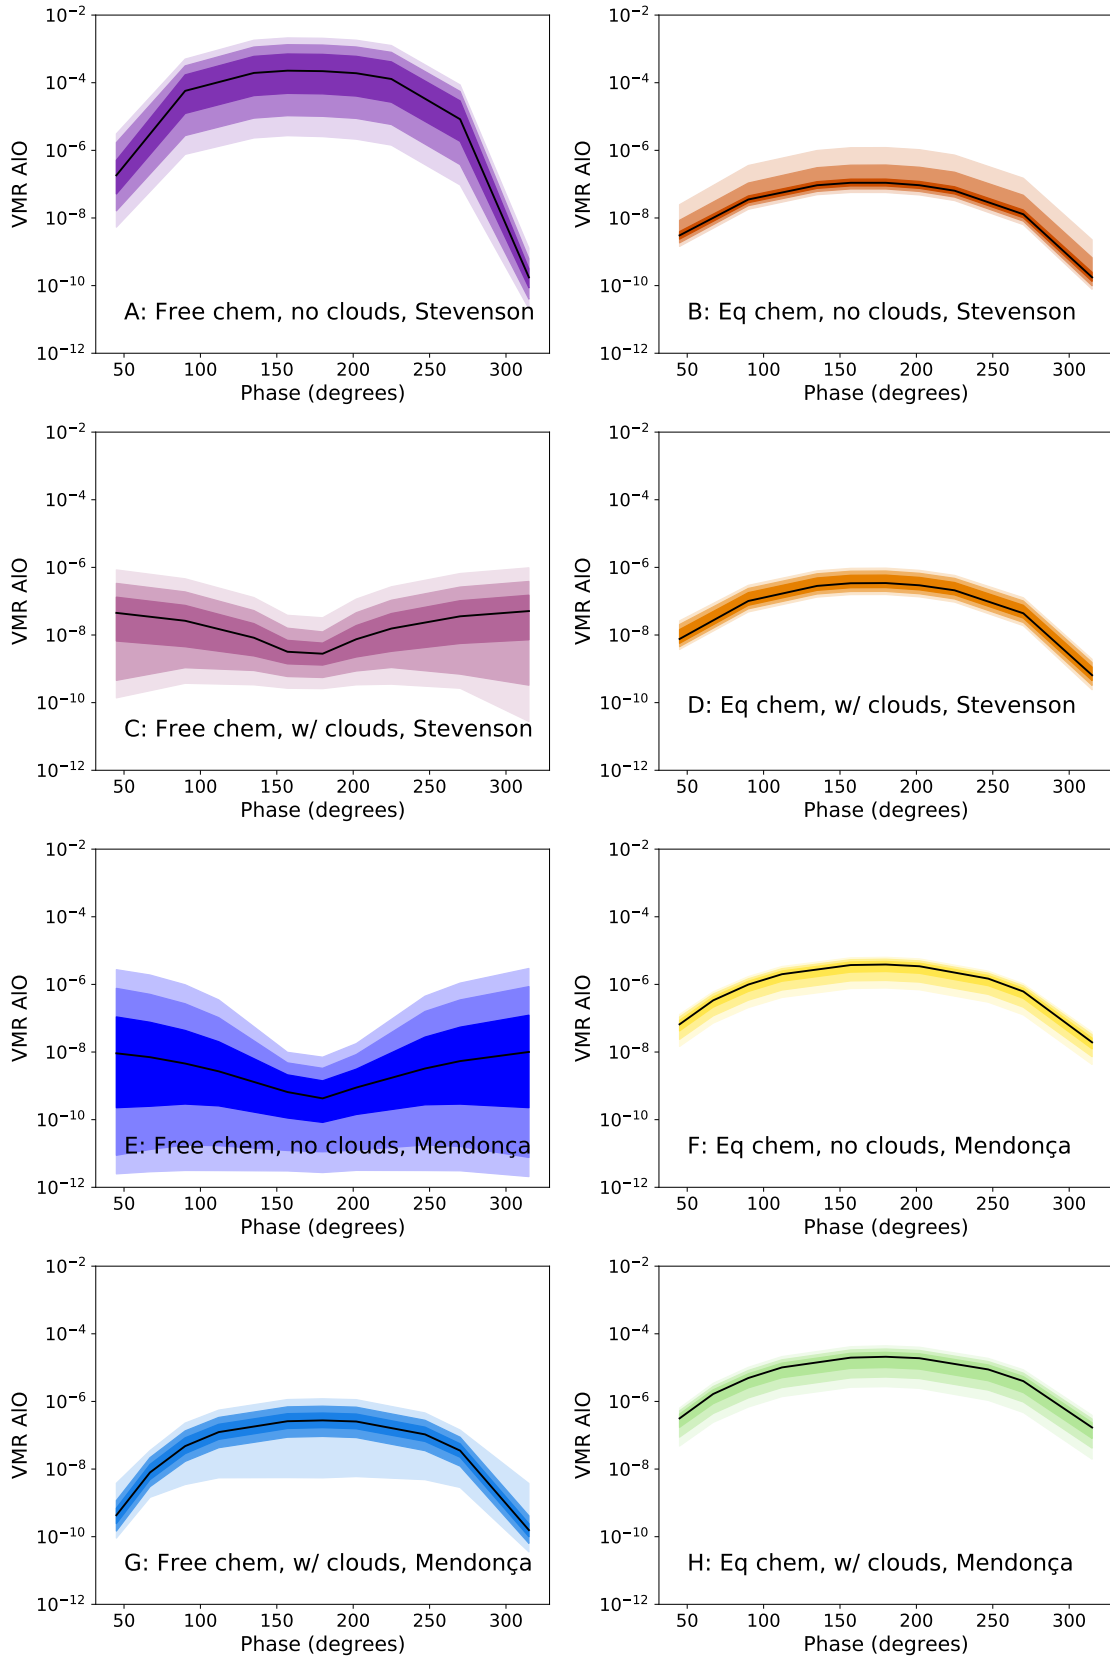 10⁻²
10⁻⁴
10⁻⁶
10⁻⁸
10⁻¹⁰
10⁻¹²
VMR AlO
A: Free chem, no clouds, Stevenson
50 100 150 200 250 300
Phase (degrees)
10⁻²
10⁻⁴
10⁻⁶
10⁻⁸
10⁻¹⁰
10⁻¹²
VMR AlO
B: Eq chem, no clouds, Stevenson
50 100 150 200 250 300
Phase (degrees)
10⁻²
10⁻⁴
10⁻⁶
10⁻⁸
10⁻¹⁰
10⁻¹²
VMR AlO
C: Free chem, w/ clouds, Stevenson
50 100 150 200 250 300
Phase (degrees)
10⁻²
10⁻⁴
10⁻⁶
10⁻⁸
10⁻¹⁰
10⁻¹²
VMR AlO
D: Eq chem, w/ clouds, Stevenson
50 100 150 200 250 300
Phase (degrees)
10⁻²
10⁻⁴
10⁻⁶
10⁻⁸
10⁻¹⁰
10⁻¹²
VMR AlO
E: Free chem, no clouds, Mendonça
50 100 150 200 250 300
Phase (degrees)
10⁻²
10⁻⁴
10⁻⁶
10⁻⁸
10⁻¹⁰
10⁻¹²
VMR AlO
F: Eq chem, no clouds, Mendonça
50 100 150 200 250 300
Phase (degrees)
10⁻²
10⁻⁴
10⁻⁶
10⁻⁸
10⁻¹⁰
10⁻¹²
VMR AlO
G: Free chem, w/ clouds, Mendonça
50 100 150 200 250 300
Phase (degrees)
10⁻²
10⁻⁴
10⁻⁶
10⁻⁸
10⁻¹⁰
10⁻¹²
VMR AlO
H: Eq chem, w/ clouds, Mendonça
50 100 150 200 250 300
Phase (degrees)